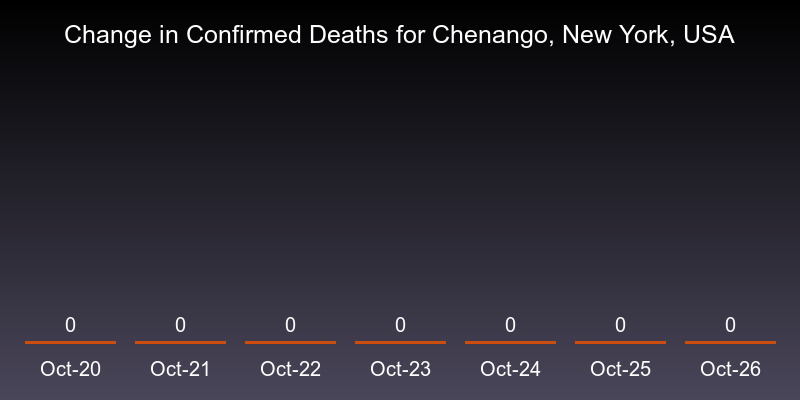 Change in Confirmed Deaths for Chenango, New York, USA
0 0 0 0 0 0 0
Oct-20 Oct-21 Oct-22 Oct-23 Oct-24 Oct-25 Oct-26